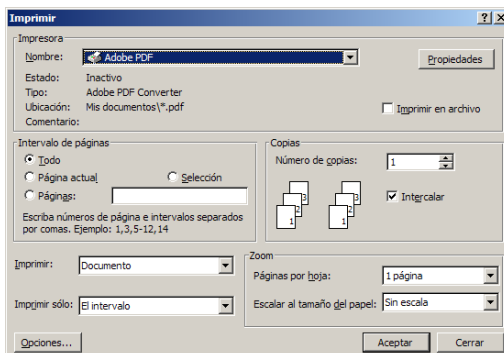 Imprimir
Impresora
Nombre: Adobe PDF Propiedades
Estado: Inactivo
Tipo: Adobe PDF Converter
Ubicación: Mis documentos\*.pdf
Comentario: Imprimir en archivo
Intervalo de páginas
Todo
Página actual Selección
Páginas:
Escriba números de página e intervalos separados
por comas. Ejemplo: 1,3,5-12,14
Copias
Número de copias: 1
1 2 3 1 2 3 Intercalar
Imprimir: Documento
Imprimir sólo: El intervalo
Zoom
Páginas por hoja: 1 página
Escalar al tamaño del papel: Sin escala
Opciones... Aceptar Cerrar